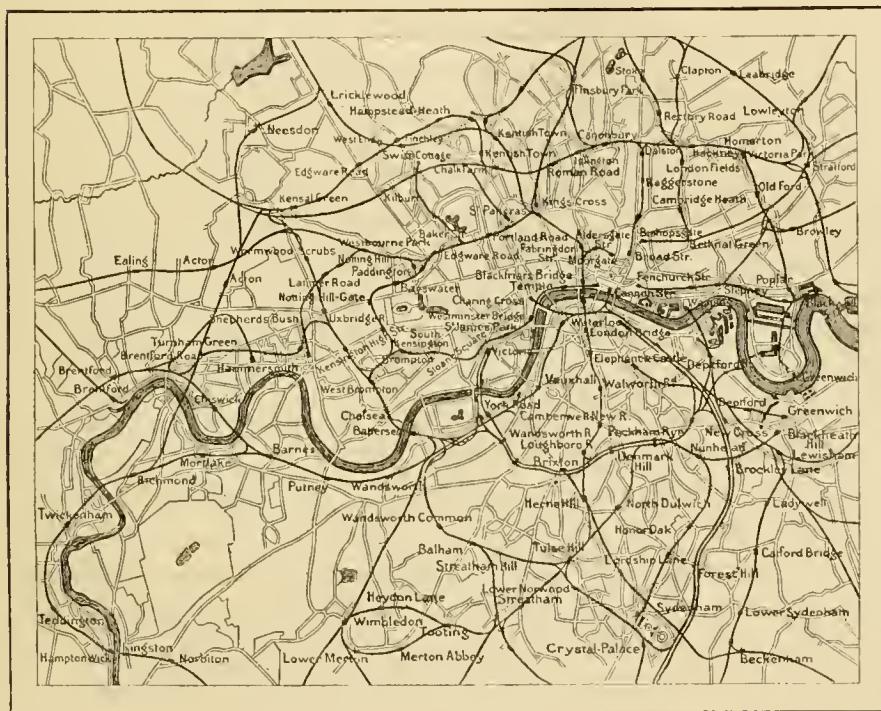 Stoke
Clapton
Leabridge
Finsbury Park
Cricklewood
Hampstead-Heath
Rectory Road
Lowleyton
Neesdon
West End
Finchley
Kentish Town
Canonbury
Homerton
Swiss Cottage
Kentish Town
Dalston
Hackney
Victoria Park
Edgware Road
Chalk Farm
Roman Road
London Fields
Stratford
Haggerstone
Old Ford
Kensal Green
Kilburn
Kings Cross
Cambridge Heath
St Pankras
Baker
Westbourne Park
Portland Road
Aldersgate Str.
Bishopsgate
Browley
Wormwood Scrubs
Notting Hill
Farringdon Str.
Moorgate
Bethnal Green
Ealing
Acton
Paddington
Edgware Road
Broad Str.
Acton
Latimer Road
Blackfriars Bridge
Fenchurch Str
Poplar
Notting Hill-Gate
Bayswater
Temple
Stepney
Charing Cross
Cannon Str.
Shepherds Bush
Uxbridge R
Westminster Bridge
St James Park
Waterloo
London Bridge
Turnham Green
South Kensington
Kensington High Str.
Sloane Square
Brentford Road
Brompton
Victoria
Elephant & Castle
Deptford
Brentford
Hammersmith
Brentford
West Brompton
Vauxhall
Walworth Rd
N. Greenwich
Chiswick
Chelsea
York Road
Camberwell-New R.
Deptford
Greenwich
Battersea
Wandsworth R.
Peckham Ryn
New Cross
Blackheath Hill
Loughboro R
Denmark Hill
Nunhead
Lewisham
Barnes
Mortlake
Brixton
Brockley Lane
Richmond
Putney
Wandsworth
Herne Hill
North Dulwich
Ladywell
Twickenham
Wandsworth Common
Honor Oak
Balham
Tulse Hill
Catford Bridge
Streatham Hill
Lordship Lane
Forest Hill
Lower Norwood
Streatham
Heydon Lane
Sydenham
Lower Sydenham
Teddington
Wimbledon
Tooting
Hampton Wick
Kingston
Norbiton
Lower Merton
Merton Abbey
Crystal-Palace
Beckenham